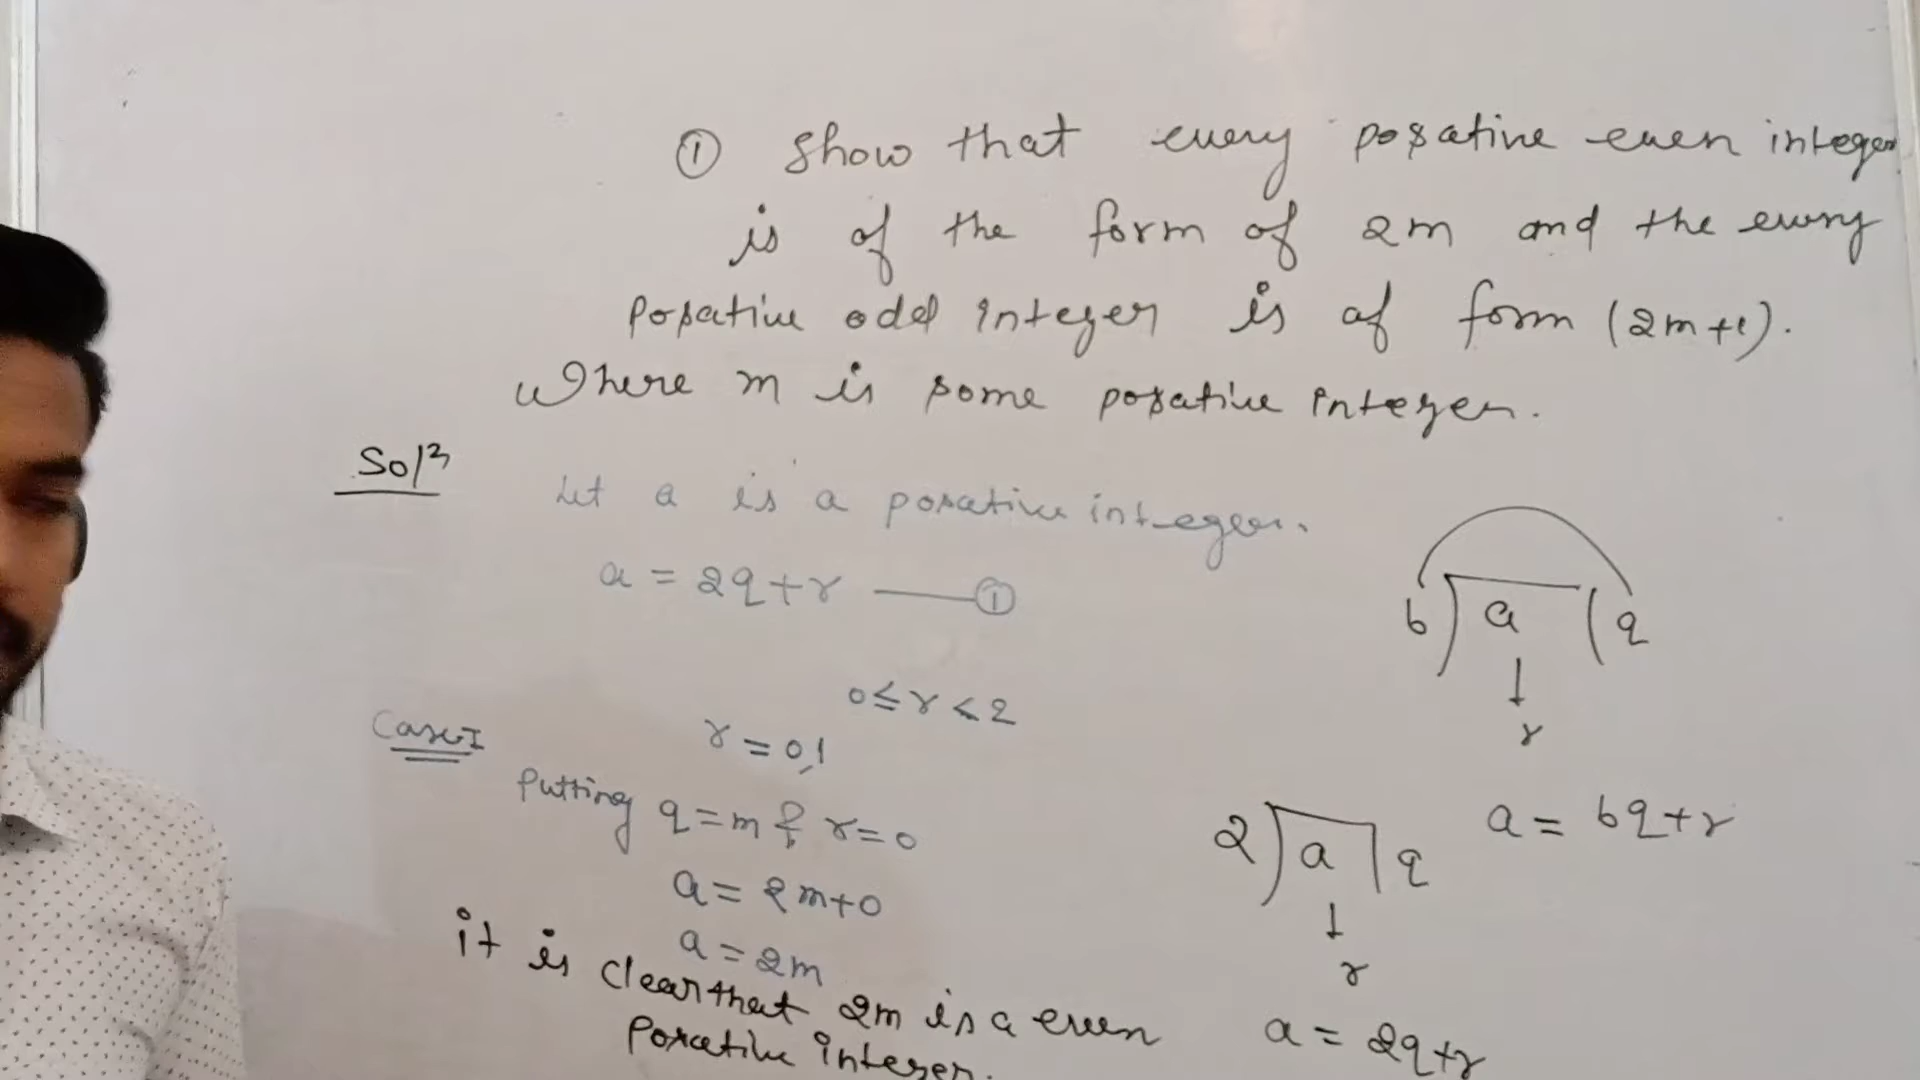 ① Show that every posative even integer
is of the form of 2m and the every
posative odd integer is of form (2m+1).
Where m is some posative integer.
Solⁿ
Let a is a posative integer.
a = 2q+r —— ①
0≤r<2
r = 0,1
Case I
Putting q=m & r=0
a = 2m+0
a = 2m
it is clear that 2m is a even
Posative integer.
b) a (q
r
a = bq+r
2) a | q
r
a = 2q+r